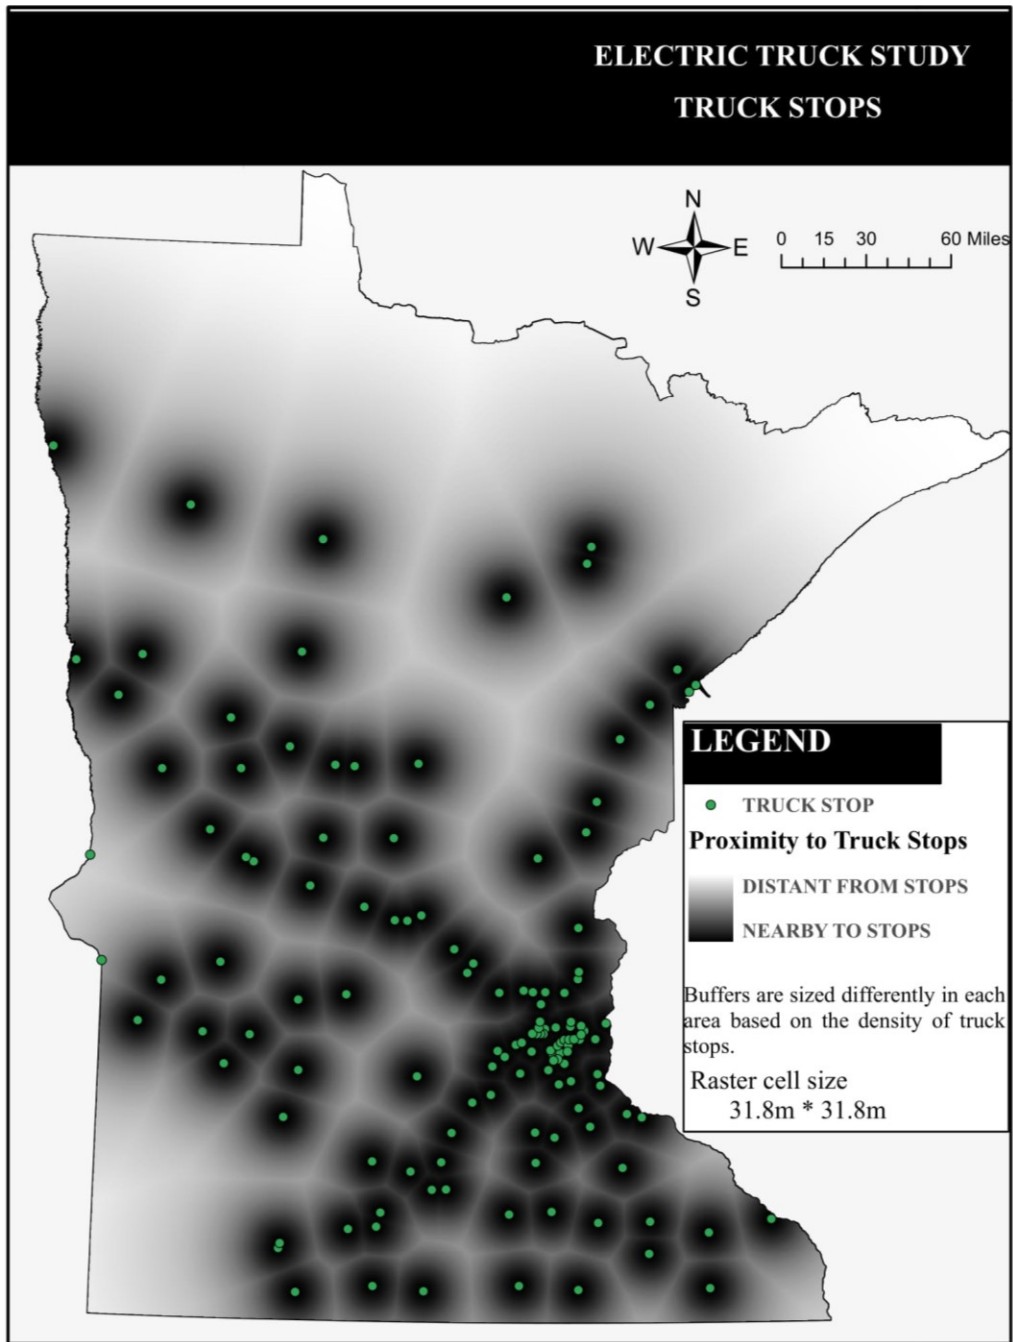 ELECTRIC TRUCK STUDY
TRUCK STOPS
N
W E
S
0 15 30 60 Miles
LEGEND
TRUCK STOP
Proximity to Truck Stops
DISTANT FROM STOPS
NEARBY TO STOPS
Buffers are sized differently in each
area based on the density of truck
stops.
Raster cell size
31.8m * 31.8m